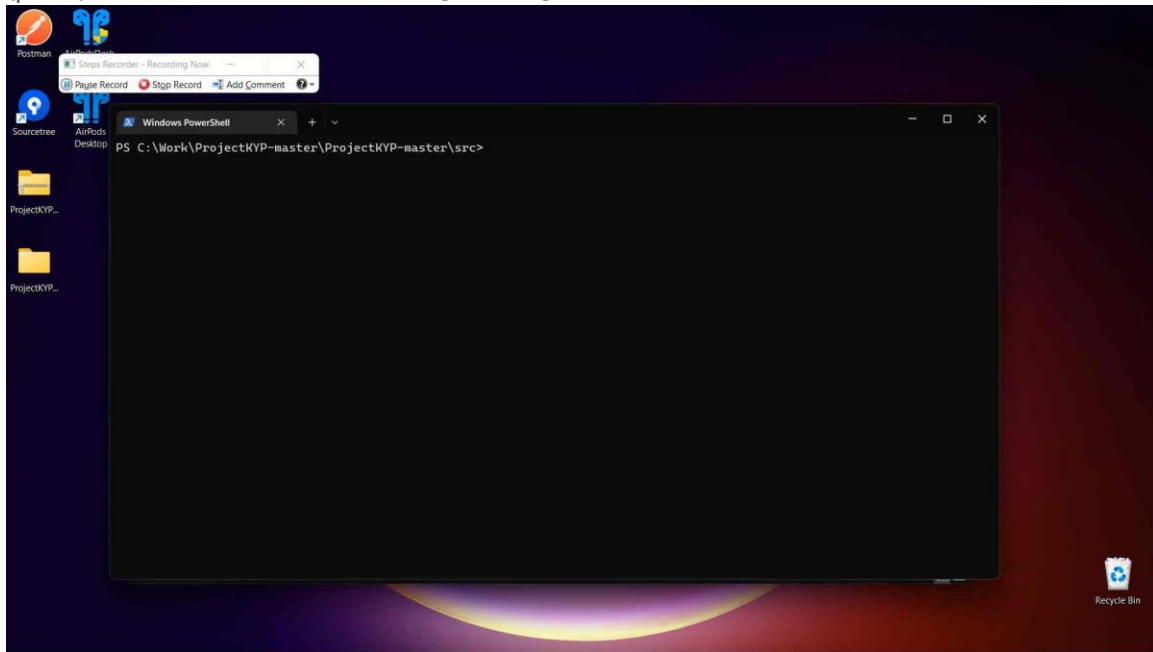 Postman
Steps Recorder - Recording Now
Pause Record Stop Record Add Comment
Sourcetree
AirPods
Desktop
Windows PowerShell
PS C:\Work\ProjectKYP-master\ProjectKYP-master\src>
ProjectKYP...
ProjectKYP...
Recycle Bin